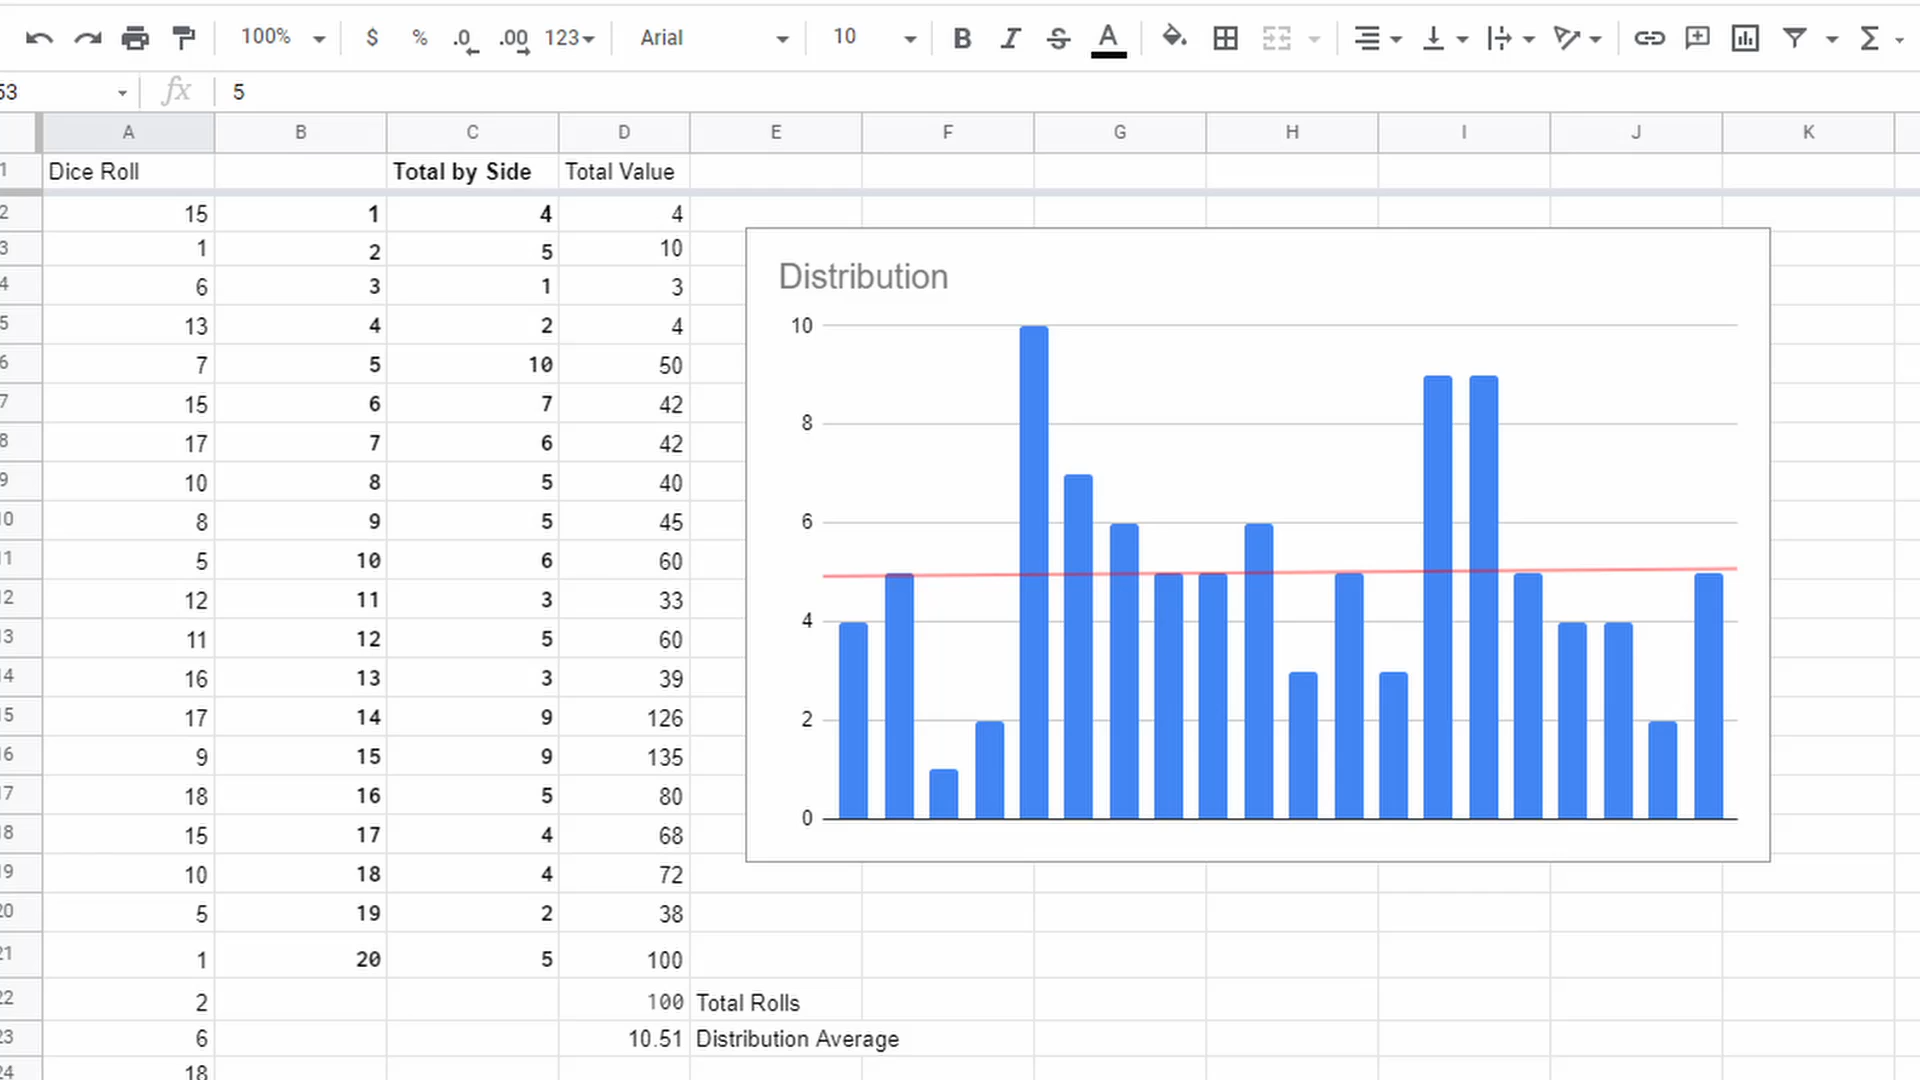 100% $ % .0 .00 123 Arial 10 B I S A Σ
53 fx 5
A B C D E F G H I J K
1 Dice Roll Total by Side Total Value
2 15 1 4 4
3 1 2 5 10
4 6 3 1 3
5 13 4 2 4
6 7 5 10 50
7 15 6 7 42
8 17 7 6 42
9 10 8 5 40
10 8 9 5 45
11 5 10 6 60
12 12 11 3 33
13 11 12 5 60
14 16 13 3 39
15 17 14 9 126
16 9 15 9 135
17 18 16 5 80
18 15 17 4 68
19 10 18 4 72
20 5 19 2 38
21 1 20 5 100
22 2 100 Total Rolls
23 6 10.51 Distribution Average
24 18
Distribution
10
8
6
4
2
0